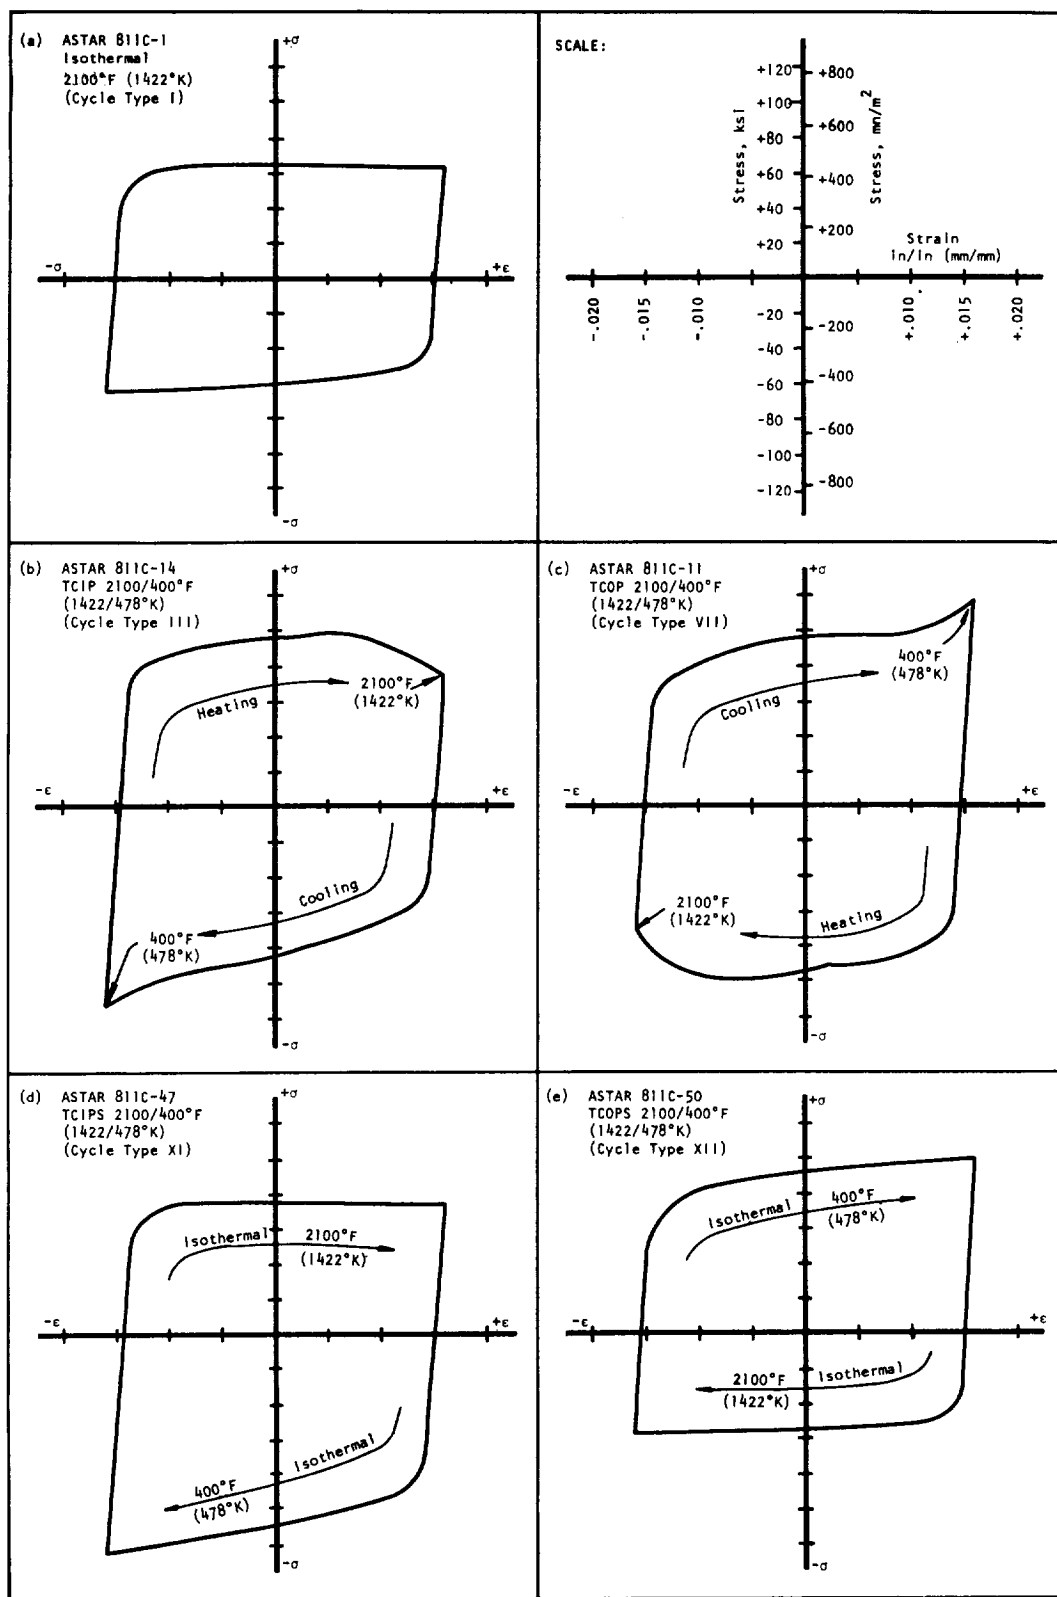 (a) ASTAR 811C-1
Isothermal
2100°F (1422°K)
(Cycle Type I)
+σ
-σ
+ε
-σ
SCALE:
Stress, ksi
Stress, mn/m²
+120
+100
+80
+60
+40
+20
-20
-40
-60
-80
-100
-120
+800
+600
+400
+200
-200
-400
-600
-800
Strain
in/in (mm/mm)
-.020
-.015
-.010
+.010
+.015
+.020
(b) ASTAR 811C-14
TCIP 2100/400°F
(1422/478°K)
(Cycle Type III)
+σ
-ε
+ε
-σ
Heating
2100°F
(1422°K)
Cooling
400°F
(478°K)
(c) ASTAR 811C-11
TCOP 2100/400°F
(1422/478°K)
(Cycle Type VII)
+σ
-ε
+ε
-σ
400°F
(478°K)
Cooling
2100°F
(1422°K)
Heating
(d) ASTAR 811C-47
TCIPS 2100/400°F
(1422/478°K)
(Cycle Type XI)
+σ
-ε
+ε
-σ
Isothermal 2100°F
(1422°K)
Isothermal
400°F
(478°K)
(e) ASTAR 811C-50
TCOPS 2100/400°F
(1422/478°K)
(Cycle Type XII)
+σ
-ε
+ε
-σ
Isothermal 400°F
(478°K)
2100°F Isothermal
(1422°K)